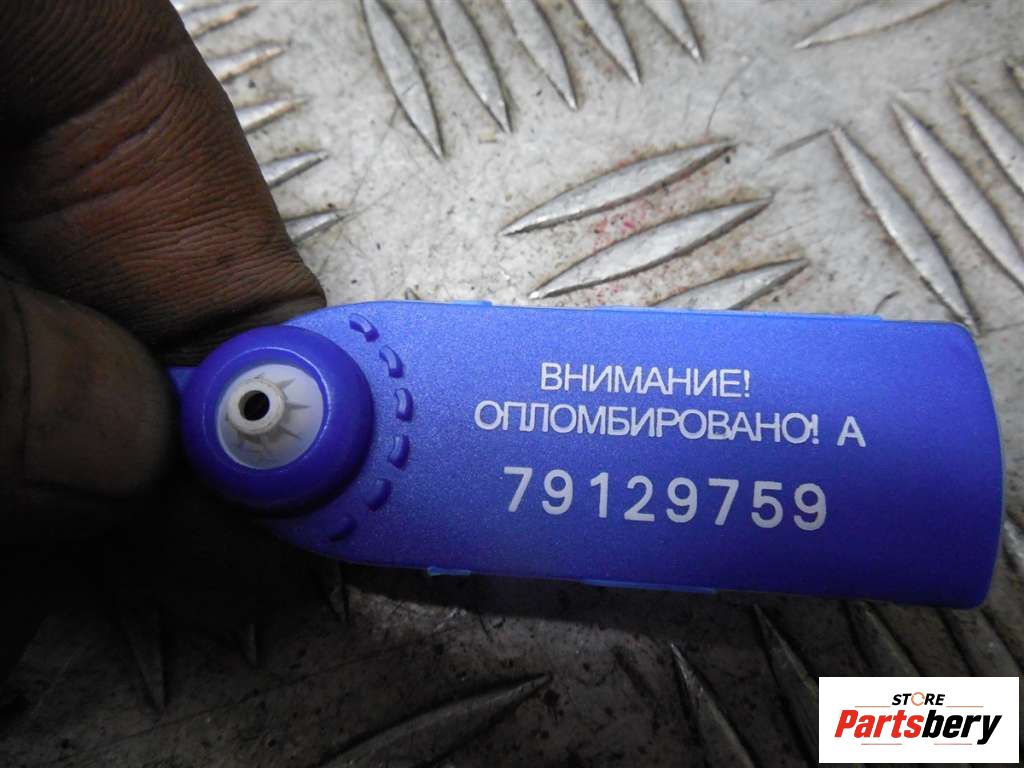 ВНИМАНИЕ!
ОПЛОМБИРОВАНО! А
79129759
STORE
Partsbery